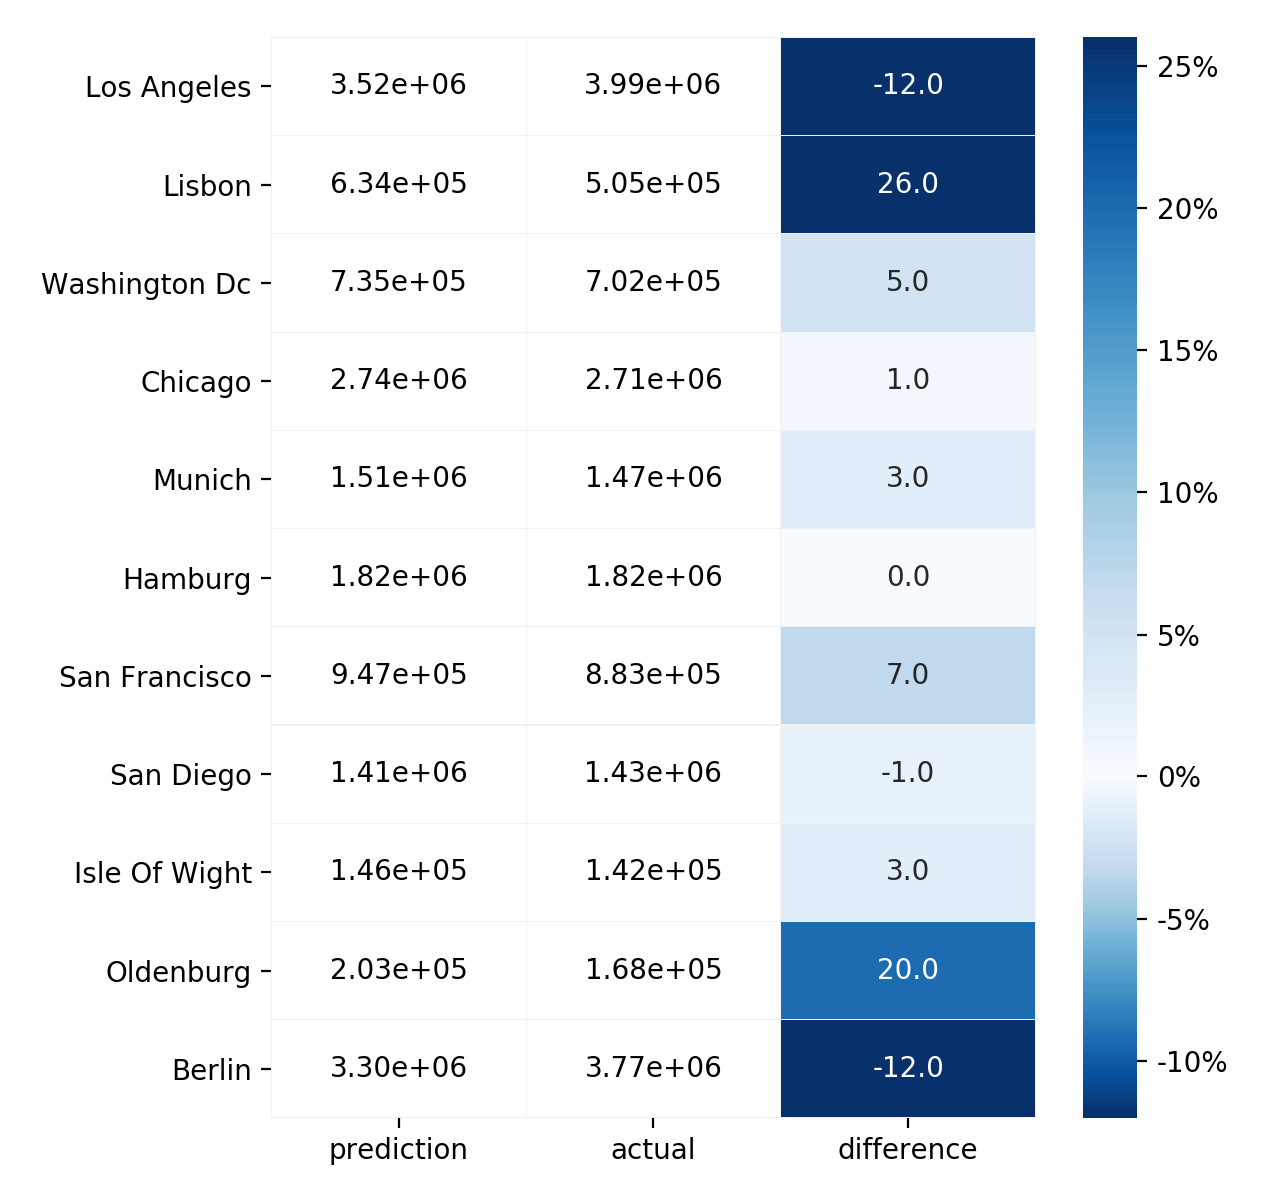 Los Angeles 3.52e+06 3.99e+06 -12.0
Lisbon 6.34e+05 5.05e+05 26.0
Washington Dc 7.35e+05 7.02e+05 5.0
Chicago 2.74e+06 2.71e+06 1.0
Munich 1.51e+06 1.47e+06 3.0
Hamburg 1.82e+06 1.82e+06 0.0
San Francisco 9.47e+05 8.83e+05 7.0
San Diego 1.41e+06 1.43e+06 -1.0
Isle Of Wight 1.46e+05 1.42e+05 3.0
Oldenburg 2.03e+05 1.68e+05 20.0
Berlin 3.30e+06 3.77e+06 -12.0
prediction actual difference
25%
20%
15%
10%
5%
0%
-5%
-10%